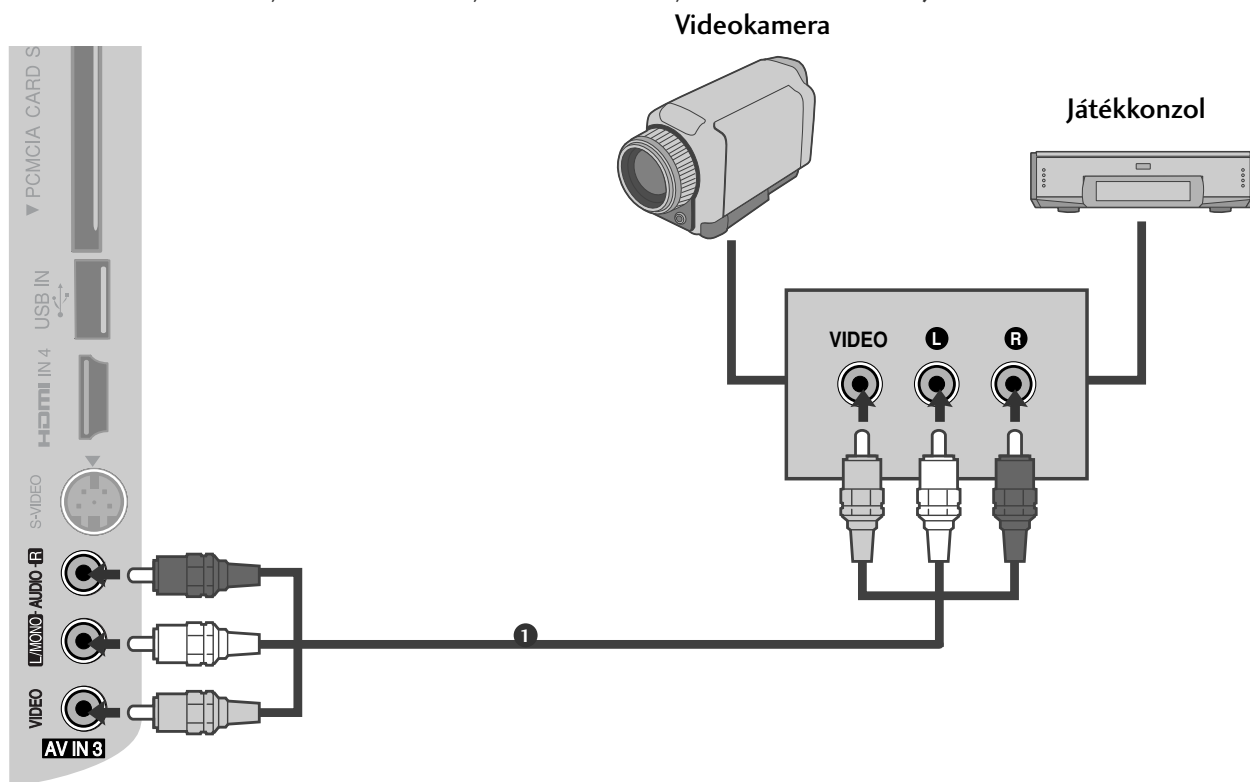 Videokamera
Játékkonzol
VIDEO L R
▼ PCMCIA CARD S
USB IN
HDMI IN 4
S-VIDEO
L/MONO-AUDIO-R
VIDEO
AV IN 3
1